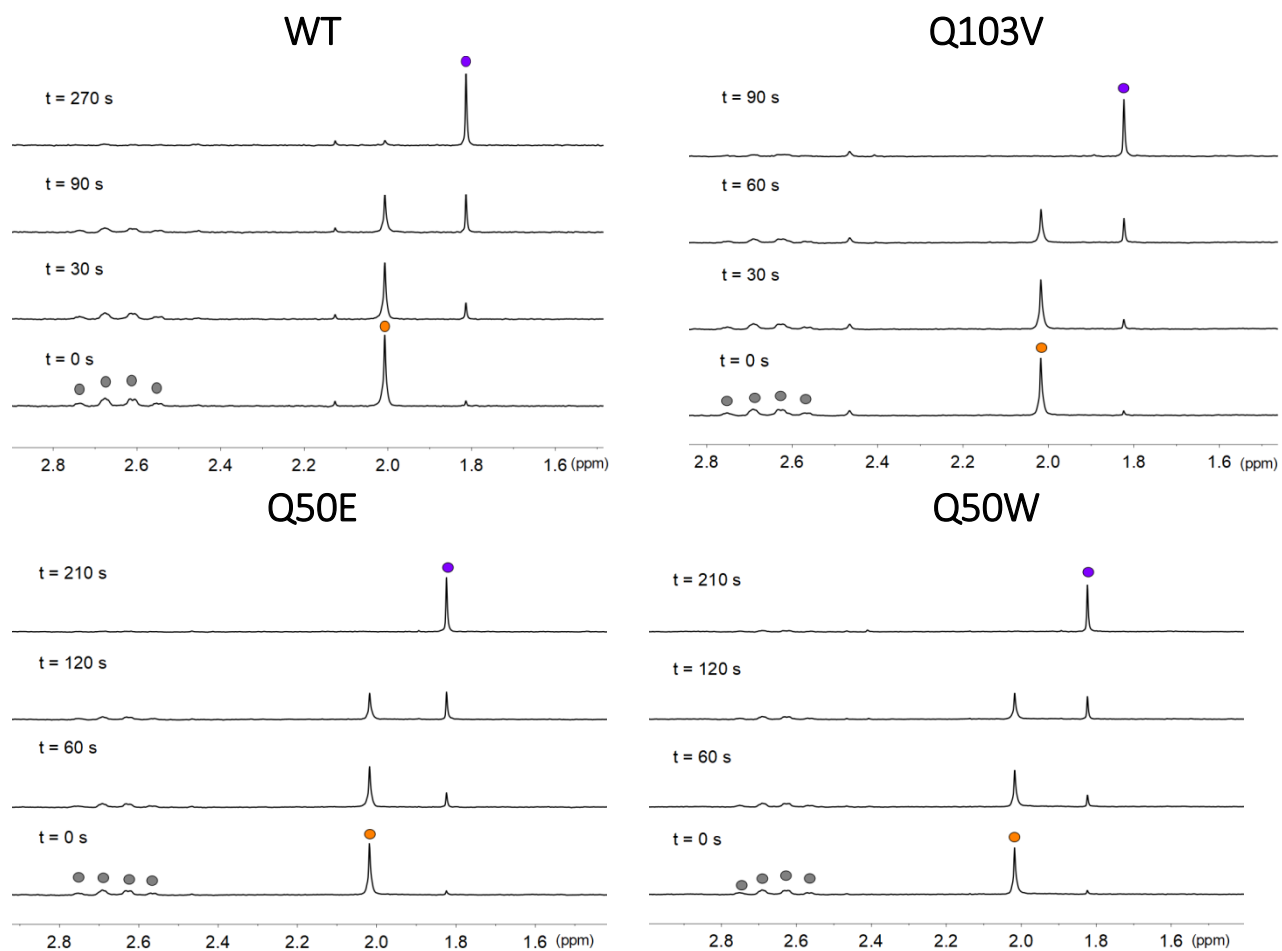 WT
t = 270 s
t = 90 s
t = 30 s
t = 0 s
2.8 2.6 2.4 2.2 2.0 1.8 1.6 (ppm)
Q103V
t = 90 s
t = 60 s
t = 30 s
t = 0 s
2.8 2.6 2.4 2.2 2.0 1.8 1.6 (ppm)
Q50E
t = 210 s
t = 120 s
t = 60 s
t = 0 s
2.8 2.6 2.4 2.2 2.0 1.8 1.6 (ppm)
Q50W
t = 210 s
t = 120 s
t = 60 s
t = 0 s
2.8 2.6 2.4 2.2 2.0 1.8 1.6 (ppm)